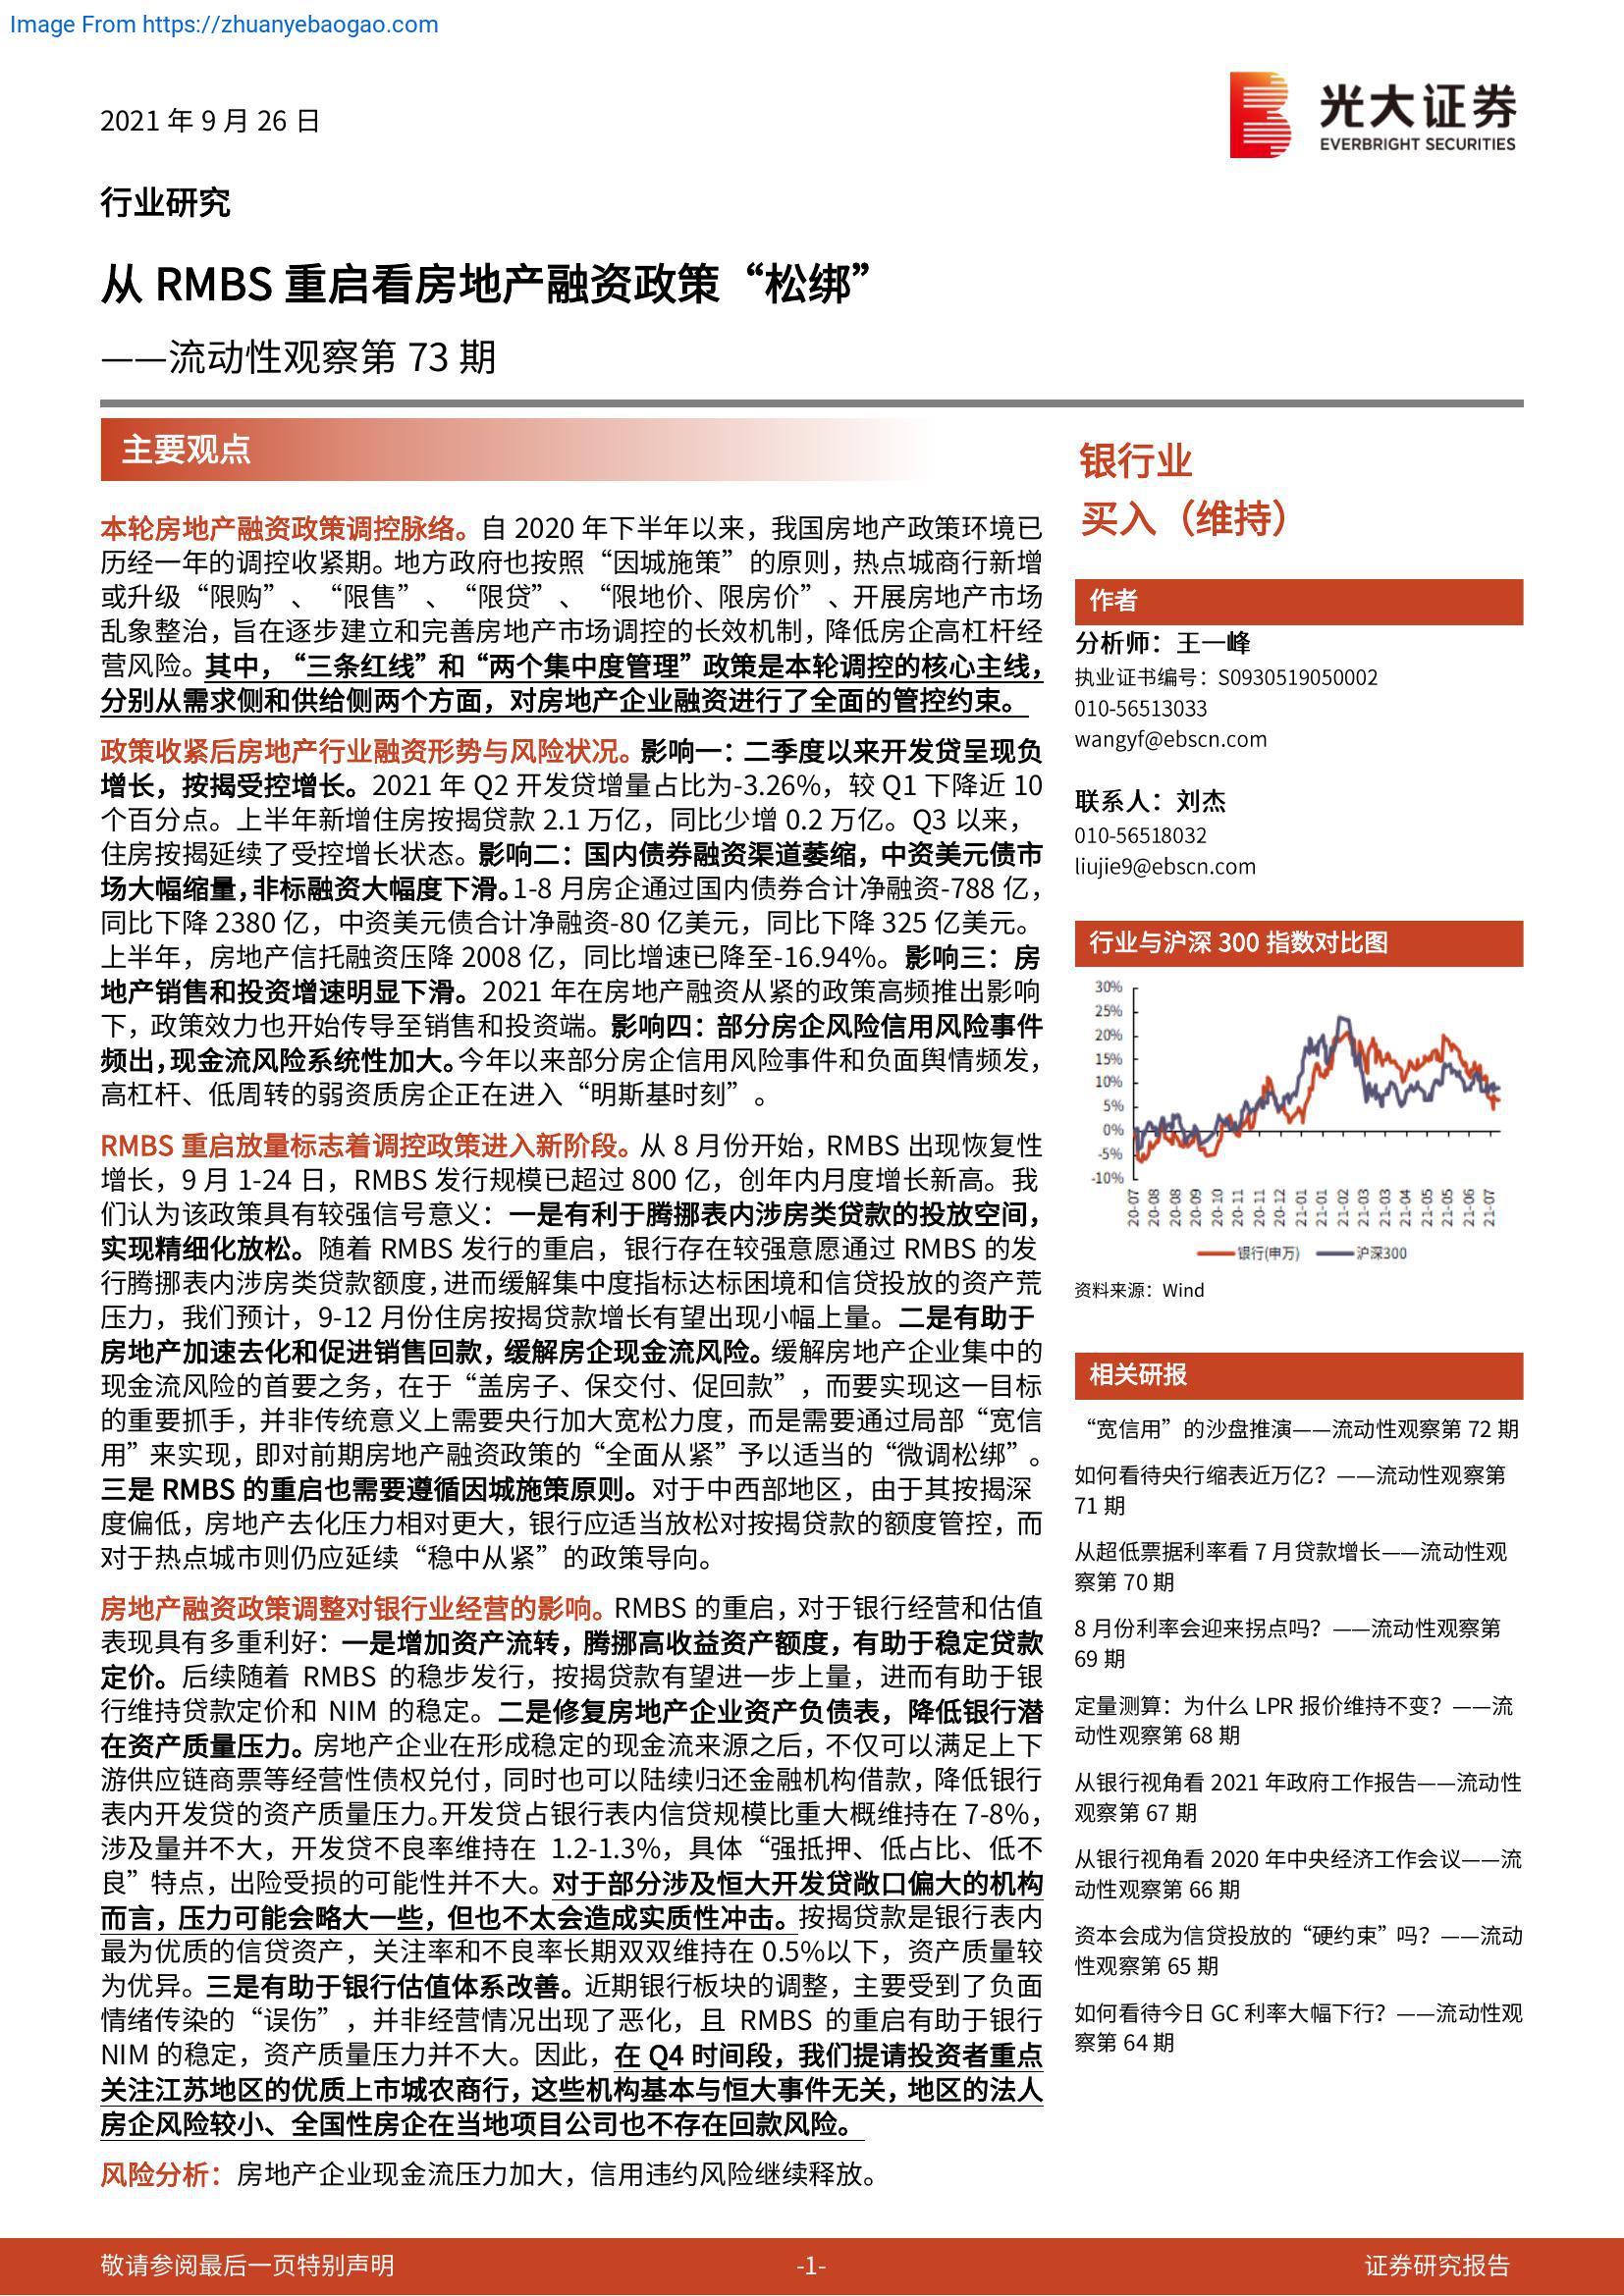 Image From https://zhuanyebaogao.com
2021 年 9 月 26 日
光大证券
EVERBRIGHT SECURITIES
行业研究
从 RMBS 重启看房地产融资政策“松绑”
——流动性观察第 73 期
主要观点
本轮房地产融资政策调控脉络。自 2020 年下半年以来，我国房地产政策环境已
历经一年的调控收紧期。地方政府也按照“因城施策”的原则，热点城商行新增
或升级“限购”、“限售”、“限贷”、“限地价、限房价”、开展房地产市场
乱象整治，旨在逐步建立和完善房地产市场调控的长效机制，降低房企高杠杆经
营风险。其中，“三条红线”和“两个集中度管理”政策是本轮调控的核心主线，
分别从需求侧和供给侧两个方面，对房地产企业融资进行了全面的管控约束。
政策收紧后房地产行业融资形势与风险状况。影响一：二季度以来开发贷呈现负
增长，按揭受控增长。2021 年 Q2 开发贷增量占比为-3.26%，较 Q1 下降近 10
个百分点。上半年新增住房按揭贷款 2.1 万亿，同比少增 0.2 万亿。Q3 以来，
住房按揭延续了受控增长状态。影响二：国内债券融资渠道萎缩，中资美元债市
场大幅缩量，非标融资大幅度下滑。1-8 月房企通过国内债券合计净融资-788 亿，
同比下降 2380 亿，中资美元债合计净融资-80 亿美元，同比下降 325 亿美元。
上半年，房地产信托融资压降 2008 亿，同比增速已降至-16.94%。影响三：房
地产销售和投资增速明显下滑。2021 年在房地产融资从紧的政策高频推出影响
下，政策效力也开始传导至销售和投资端。影响四：部分房企风险信用风险事件
频出，现金流风险系统性加大。今年以来部分房企信用风险事件和负面舆情频发，
高杠杆、低周转的弱资质房企正在进入“明斯基时刻”。
RMBS 重启放量标志着调控政策进入新阶段。从 8 月份开始，RMBS 出现恢复性
增长，9 月 1-24 日，RMBS 发行规模已超过 800 亿，创年内月度增长新高。我
们认为该政策具有较强信号意义：一是有利于腾挪表内涉房类贷款的投放空间，
实现精细化放松。随着 RMBS 发行的重启，银行存在较强意愿通过 RMBS 的发
行腾挪表内涉房类贷款额度，进而缓解集中度指标达标困境和信贷投放的资产荒
压力，我们预计，9-12 月份住房按揭贷款增长有望出现小幅上量。二是有助于
房地产加速去化和促进销售回款，缓解房企现金流风险。缓解房地产企业集中的
现金流风险的首要之务，在于“盖房子、保交付、促回款”，而要实现这一目标
的重要抓手，并非传统意义上需要央行加大宽松力度，而是需要通过局部“宽信
用”来实现，即对前期房地产融资政策的“全面从紧”予以适当的“微调松绑”。
三是 RMBS 的重启也需要遵循因城施策原则。对于中西部地区，由于其按揭深
度偏低，房地产去化压力相对更大，银行应适当放松对按揭贷款的额度管控，而
对于热点城市则仍应延续“稳中从紧”的政策导向。
房地产融资政策调整对银行业经营的影响。RMBS 的重启，对于银行经营和估值
表现具有多重利好：一是增加资产流转，腾挪高收益资产额度，有助于稳定贷款
定价。后续随着 RMBS 的稳步发行，按揭贷款有望进一步上量，进而有助于银
行维持贷款定价和 NIM 的稳定。二是修复房地产企业资产负债表，降低银行潜
在资产质量压力。房地产企业在形成稳定的现金流来源之后，不仅可以满足上下
游供应链商票等经营性债权兑付，同时也可以陆续归还金融机构借款，降低银行
表内开发贷的资产质量压力。开发贷占银行表内信贷规模比重大概维持在 7-8%，
涉及量并不大，开发贷不良率维持在 1.2-1.3%，具体“强抵押、低占比、低不
良”特点，出险受损的可能性并不大。对于部分涉及恒大开发贷敞口偏大的机构
而言，压力可能会略大一些，但也不太会造成实质性冲击。按揭贷款是银行表内
最为优质的信贷资产，关注率和不良率长期双双维持在 0.5%以下，资产质量较
为优异。三是有助于银行估值体系改善。近期银行板块的调整，主要受到了负面
情绪传染的“误伤”，并非经营情况出现了恶化，且 RMBS 的重启有助于银行
NIM 的稳定，资产质量压力并不大。因此，在 Q4 时间段，我们提请投资者重点
关注江苏地区的优质上市城农商行，这些机构基本与恒大事件无关，地区的法人
房企风险较小、全国性房企在当地项目公司也不存在回款风险。
风险分析：房地产企业现金流压力加大，信用违约风险继续释放。
银行业
买入（维持）
作者
分析师：王一峰
执业证书编号：S0930519050002
010-56513033
wangyf@ebscn.com
联系人：刘杰
010-56518032
liujie9@ebscn.com
行业与沪深 300 指数对比图
30%
25%
20%
15%
10%
5%
0%
-5%
-10%
20-07 20-08 20-08 20-09 20-10 20-11 20-11 20-12 21-01 21-01 21-02 21-03 21-03 21-04 21-05 21-05 21-06 21-07
银行(申万) 沪深300
资料来源：Wind
相关研报
“宽信用”的沙盘推演——流动性观察第 72 期
如何看待央行缩表近万亿？——流动性观察第
71 期
从超低票据利率看 7 月贷款增长——流动性观
察第 70 期
8 月份利率会迎来拐点吗？——流动性观察第
69 期
定量测算：为什么 LPR 报价维持不变？——流
动性观察第 68 期
从银行视角看 2021 年政府工作报告——流动性
观察第 67 期
从银行视角看 2020 年中央经济工作会议——流
动性观察第 66 期
资本会成为信贷投放的“硬约束”吗？——流动
性观察第 65 期
如何看待今日 GC 利率大幅下行？——流动性观
察第 64 期
敬请参阅最后一页特别声明
-1-
证券研究报告